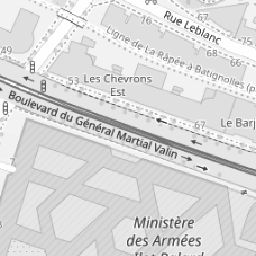 Rue Leblanc
Ligne de La Rapée à Batignolles (p
49
53
Les Chevrons
Est
67
Le Barp
Boulevard du Général Martial Valin
67
Ministère
des Armées